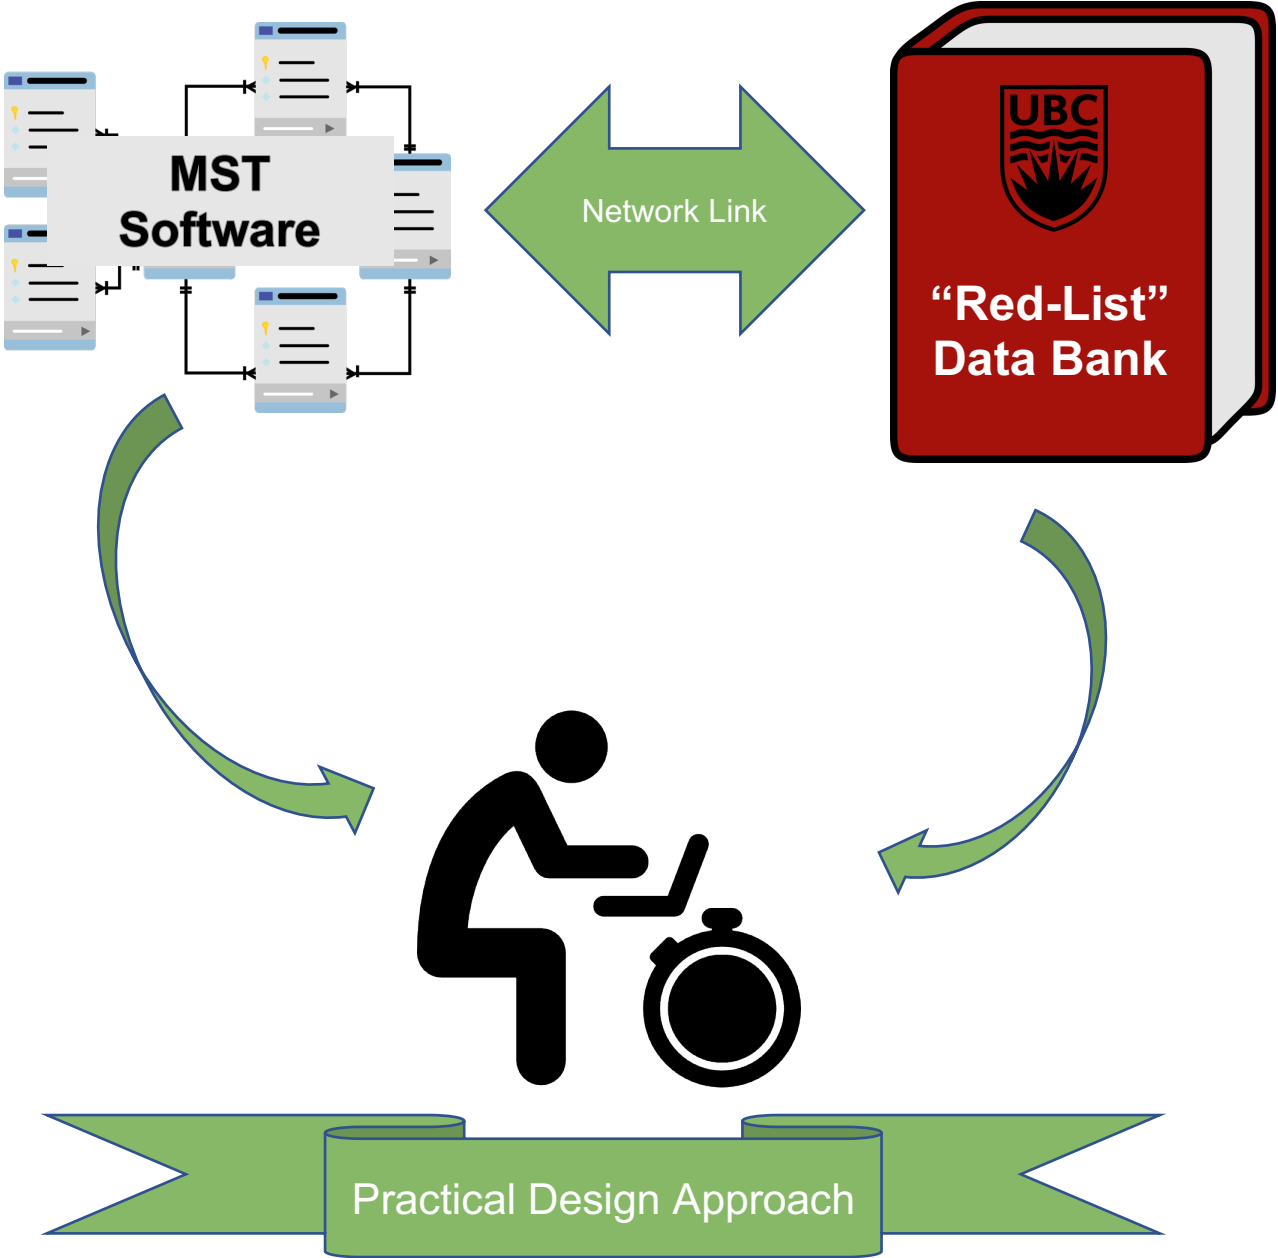 MST
Software
Network Link
UBC
“Red-List”
Data Bank
Practical Design Approach